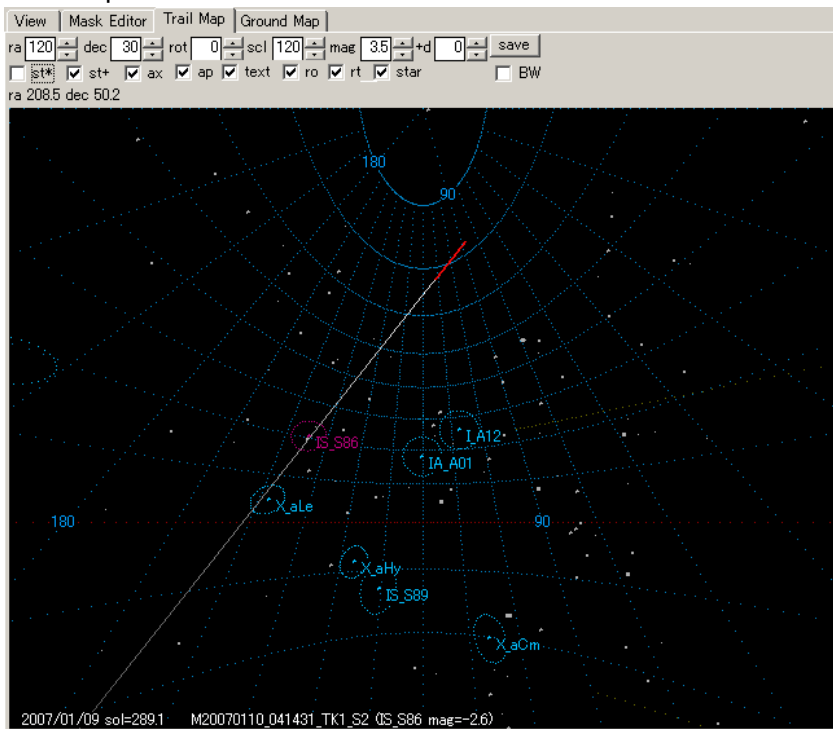 View Mask Editor Trail Map Ground Map
ra 120 dec 30 rot 0 scl 120 mag 3.5 +d 0 save
st* st+ ax ap text ro rt star BW
ra 208.5 dec 50.2
180
90
IS_S86
I_A12
IA_A01
X_aLe
180
90
X_aHy
IS_S89
X_aCm
2007/01/09 sol=289.1 M20070110_041431_TK1_S2 (IS_S86 mag=-2.6)